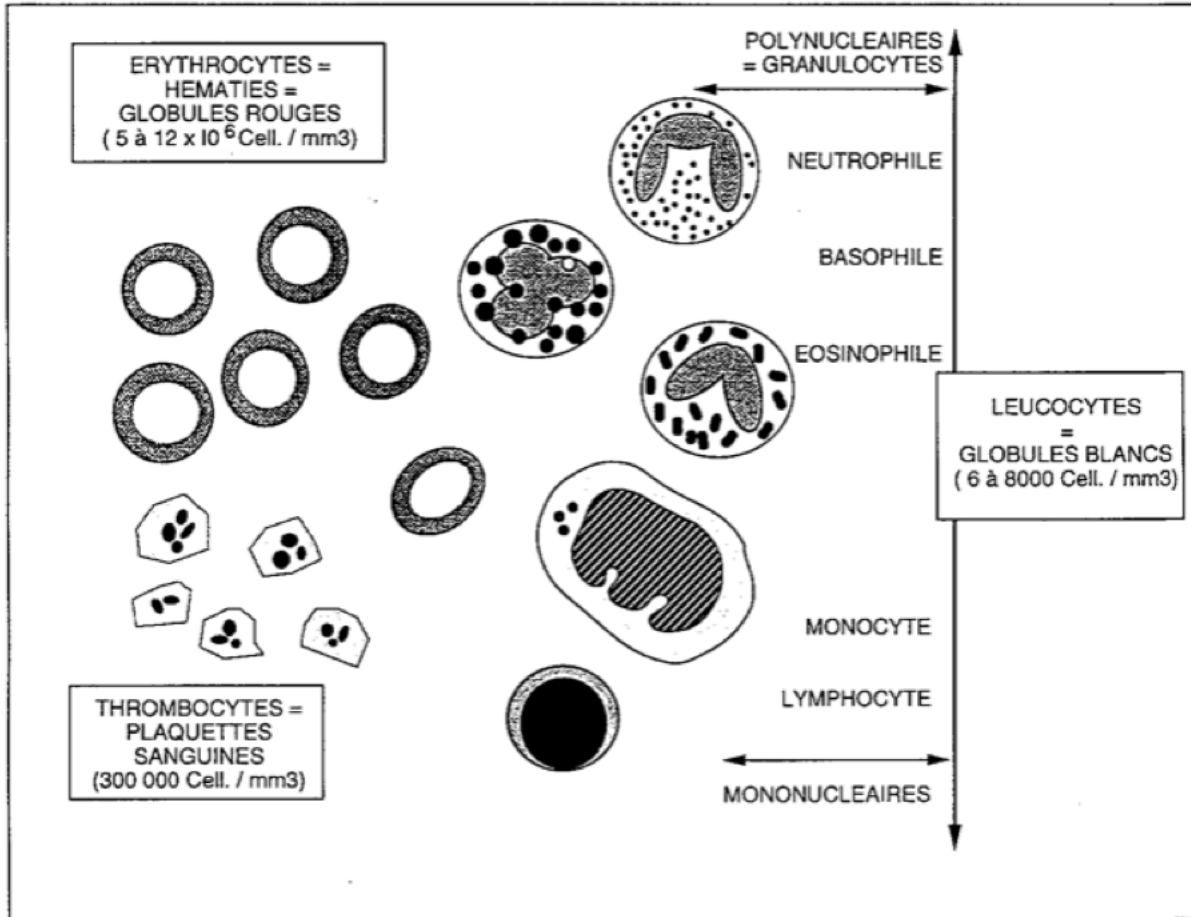 ERYTHROCYTES =
HEMATIES =
GLOBULES ROUGES
( 5 à 12 x I0 6 Cell. / mm3)
POLYNUCLEAIRES
= GRANULOCYTES
NEUTROPHILE
BASOPHILE
EOSINOPHILE
LEUCOCYTES
=
GLOBULES BLANCS
( 6 à 8000 Cell. / mm3)
MONOCYTE
LYMPHOCYTE
MONONUCLEAIRES
THROMBOCYTES =
PLAQUETTES
SANGUINES
(300 000 Cell. / mm3)